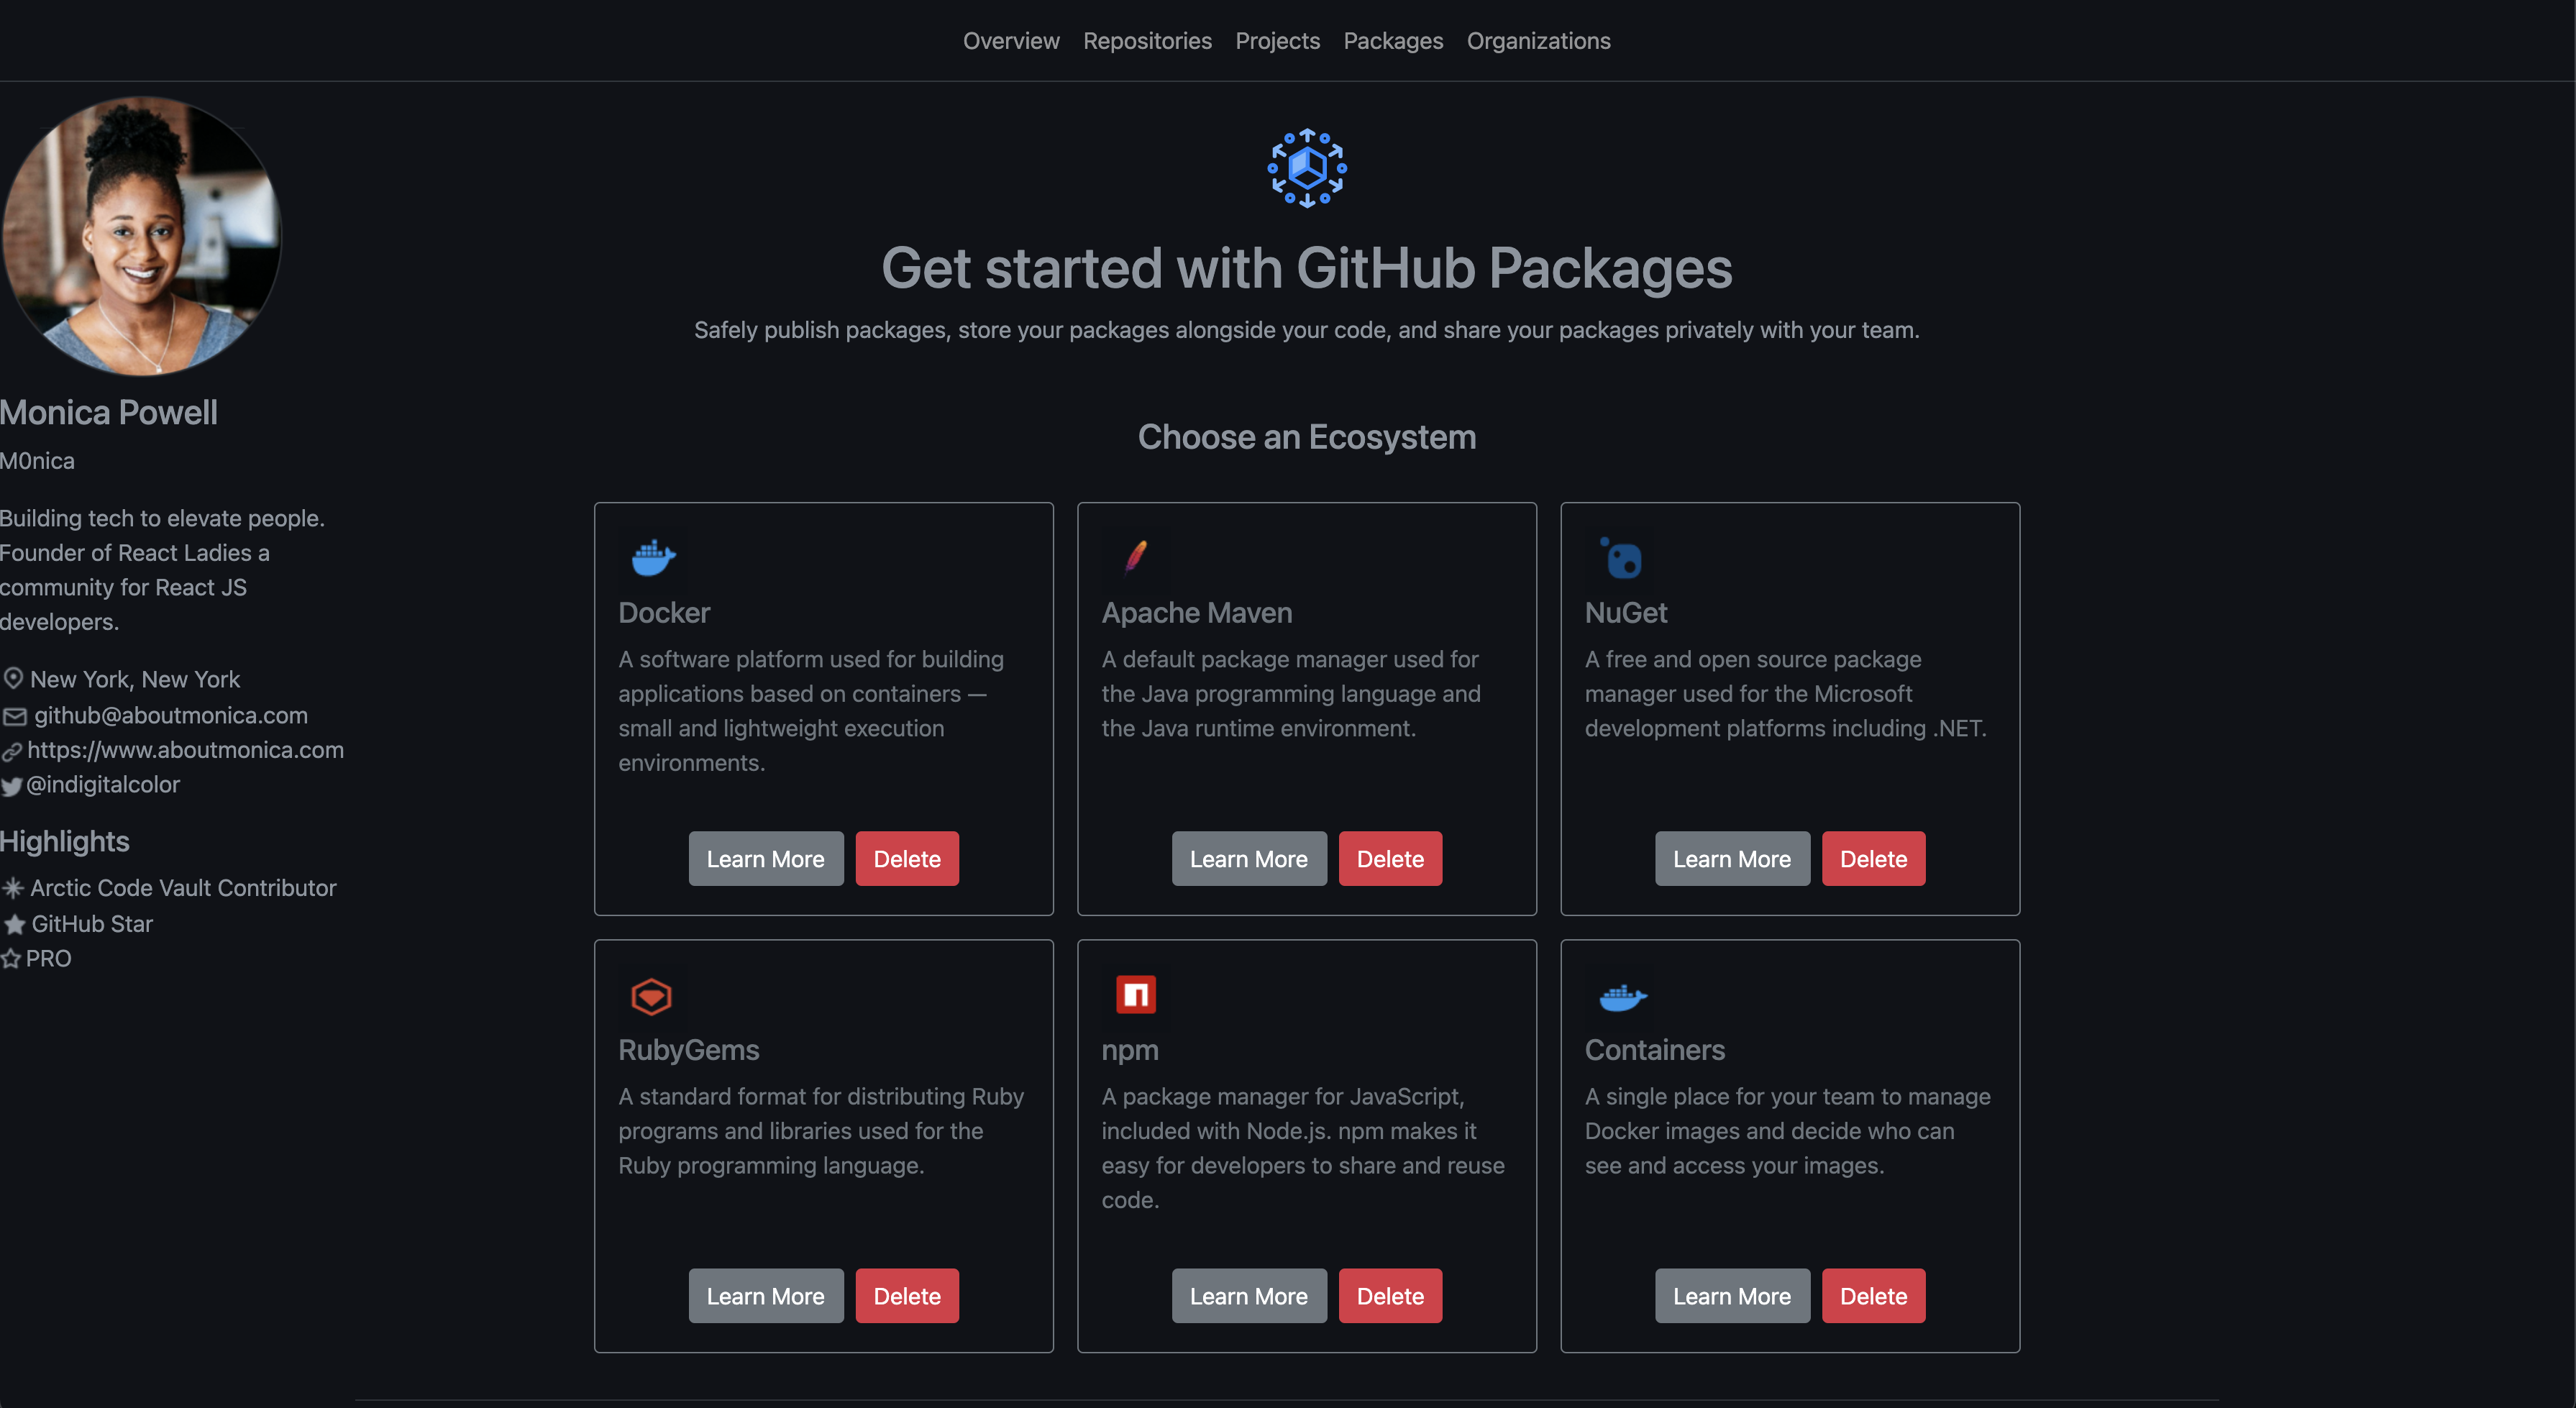 Overview Repositories Projects Packages Organizations
Monica Powell
M0nica
Building tech to elevate people.
Founder of React Ladies a
community for React JS
developers.
New York, New York
github@aboutmonica.com
https://www.aboutmonica.com
@indigitalcolor
Highlights
Arctic Code Vault Contributor
GitHub Star
PRO
Get started with GitHub Packages
Safely publish packages, store your packages alongside your code, and share your packages privately with your team.
Choose an Ecosystem
Docker
A software platform used for building
applications based on containers —
small and lightweight execution
environments.
Learn More Delete
Apache Maven
A default package manager used for
the Java programming language and
the Java runtime environment.
Learn More Delete
NuGet
A free and open source package
manager used for the Microsoft
development platforms including .NET.
Learn More Delete
RubyGems
A standard format for distributing Ruby
programs and libraries used for the
Ruby programming language.
Learn More Delete
npm
A package manager for JavaScript,
included with Node.js. npm makes it
easy for developers to share and reuse
code.
Learn More Delete
Containers
A single place for your team to manage
Docker images and decide who can
see and access your images.
Learn More Delete